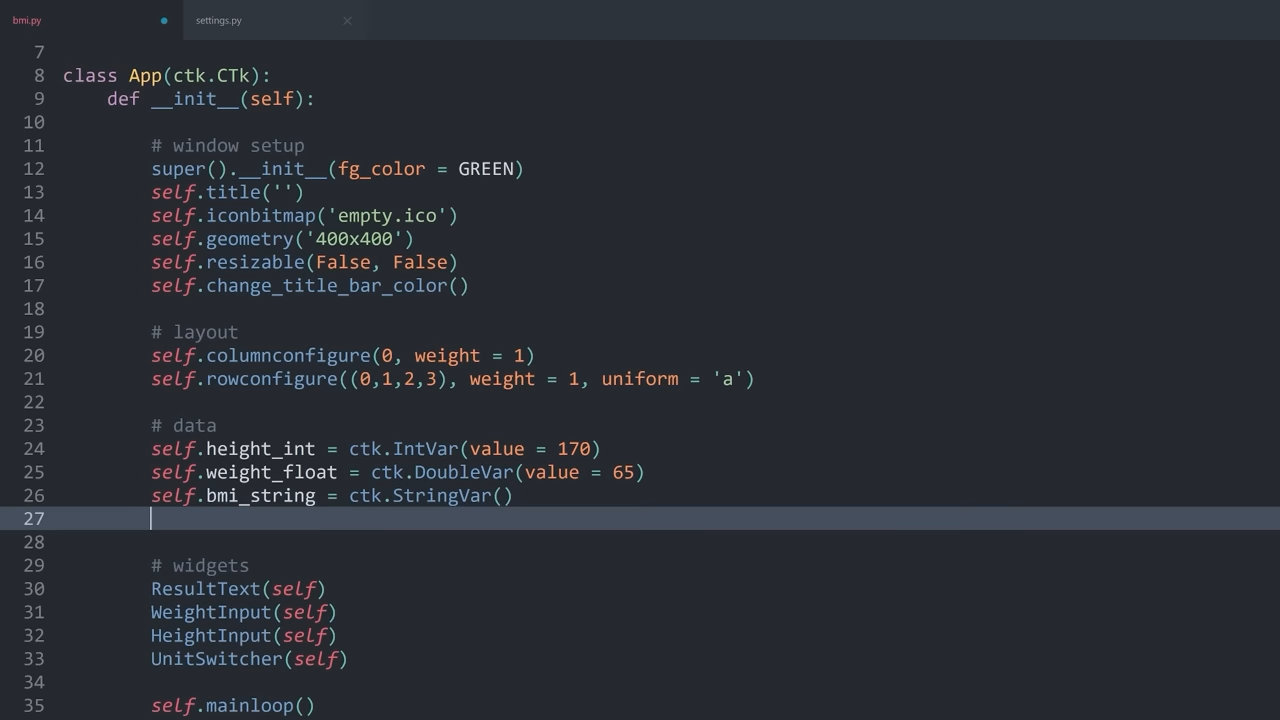 bmi.py
settings.py
7
8 class App(ctk.CTk):
9 def __init__(self):
10
11 # window setup
12 super().__init__(fg_color = GREEN)
13 self.title('')
14 self.iconbitmap('empty.ico')
15 self.geometry('400x400')
16 self.resizable(False, False)
17 self.change_title_bar_color()
18
19 # layout
20 self.columnconfigure(0, weight = 1)
21 self.rowconfigure((0,1,2,3), weight = 1, uniform = 'a')
22
23 # data
24 self.height_int = ctk.IntVar(value = 170)
25 self.weight_float = ctk.DoubleVar(value = 65)
26 self.bmi_string = ctk.StringVar()
27
28
29 # widgets
30 ResultText(self)
31 WeightInput(self)
32 HeightInput(self)
33 UnitSwitcher(self)
34
35 self.mainloop()